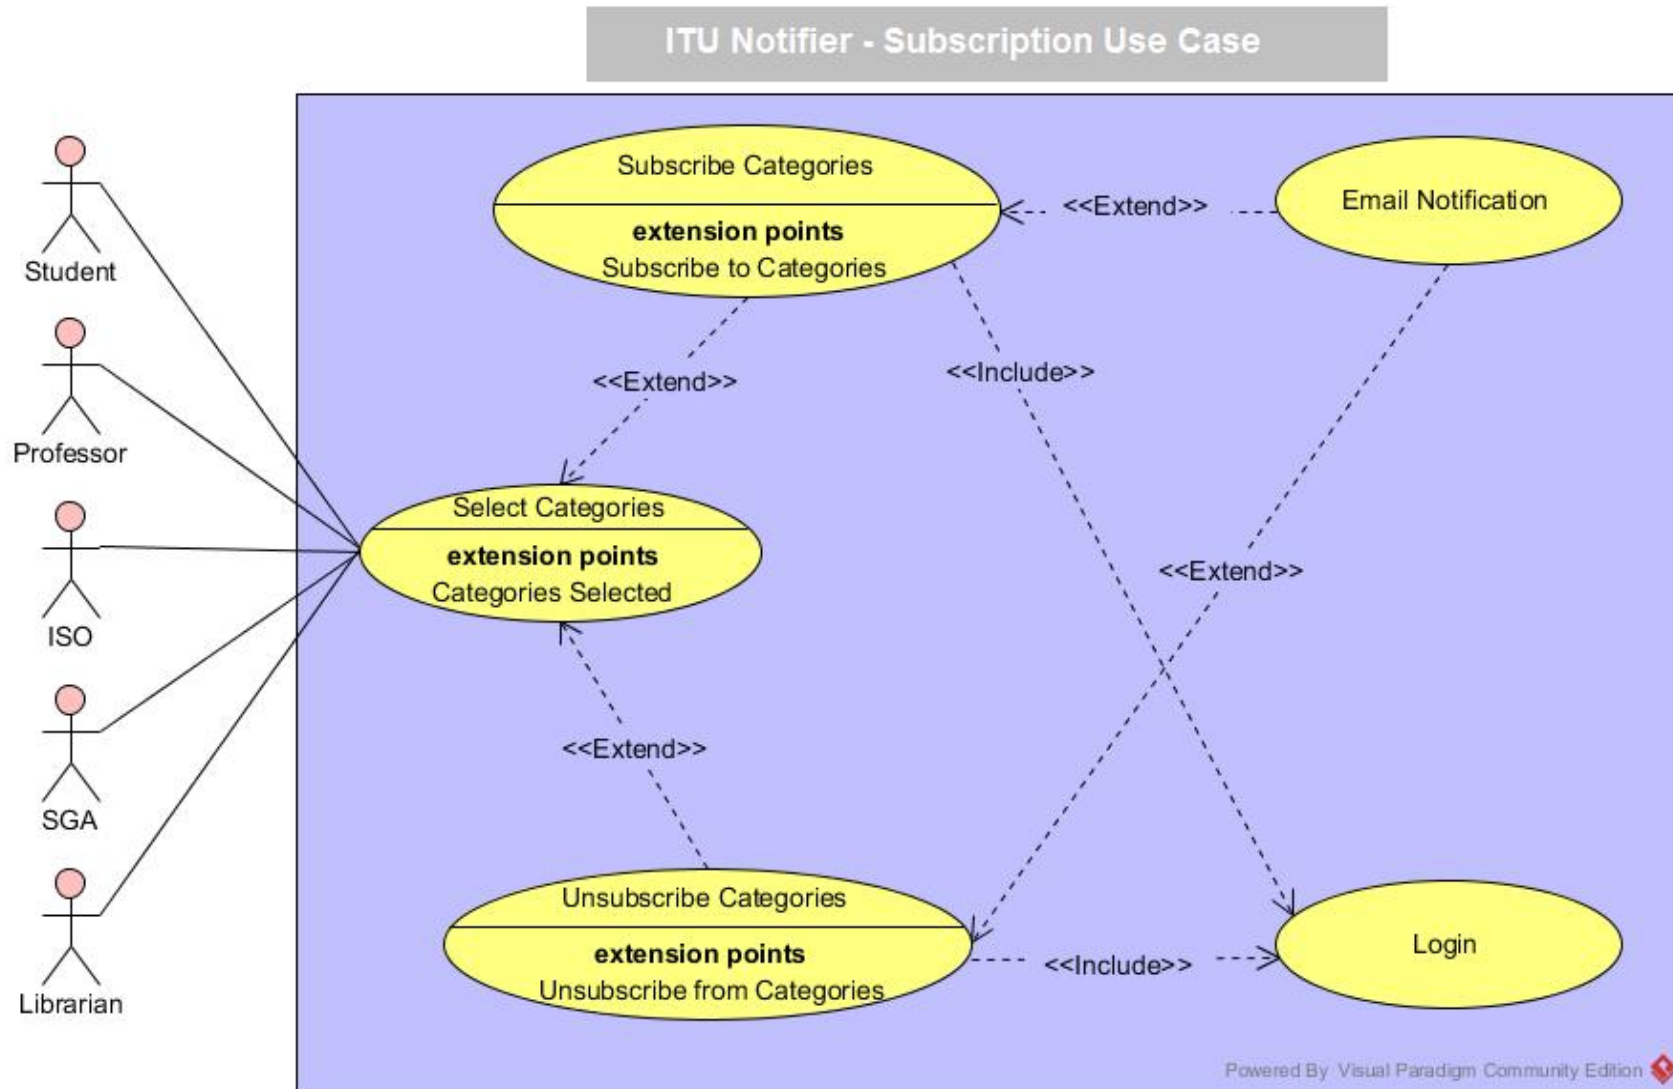 ITU Notifier - Subscription Use Case
Student
Professor
ISO
SGA
Librarian
Subscribe Categories
extension points
Subscribe to Categories
<<Extend>>
Email Notification
<<Extend>>
<<Include>>
Select Categories
extension points
Categories Selected
<<Extend>>
<<Extend>>
Unsubscribe Categories
extension points
Unsubscribe from Categories
<<Include>>
Login
Powered By Visual Paradigm Community Edition